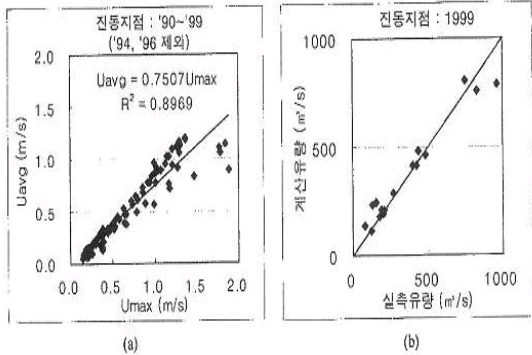 진동지점 : '90~'99
('94, '96 제외)
Uavg = 0.7507Umax
R² = 0.8969
Uavg (m/s)
2.0
1.5
1.0
0.5
0.0
0.0 0.5 1.0 1.5 2.0
Umax (m/s)
(a)
진동지점 : 1999
계산유량 (㎥/s)
1000
500
0
0 500 1000
실측유량 (㎥/s)
(b)